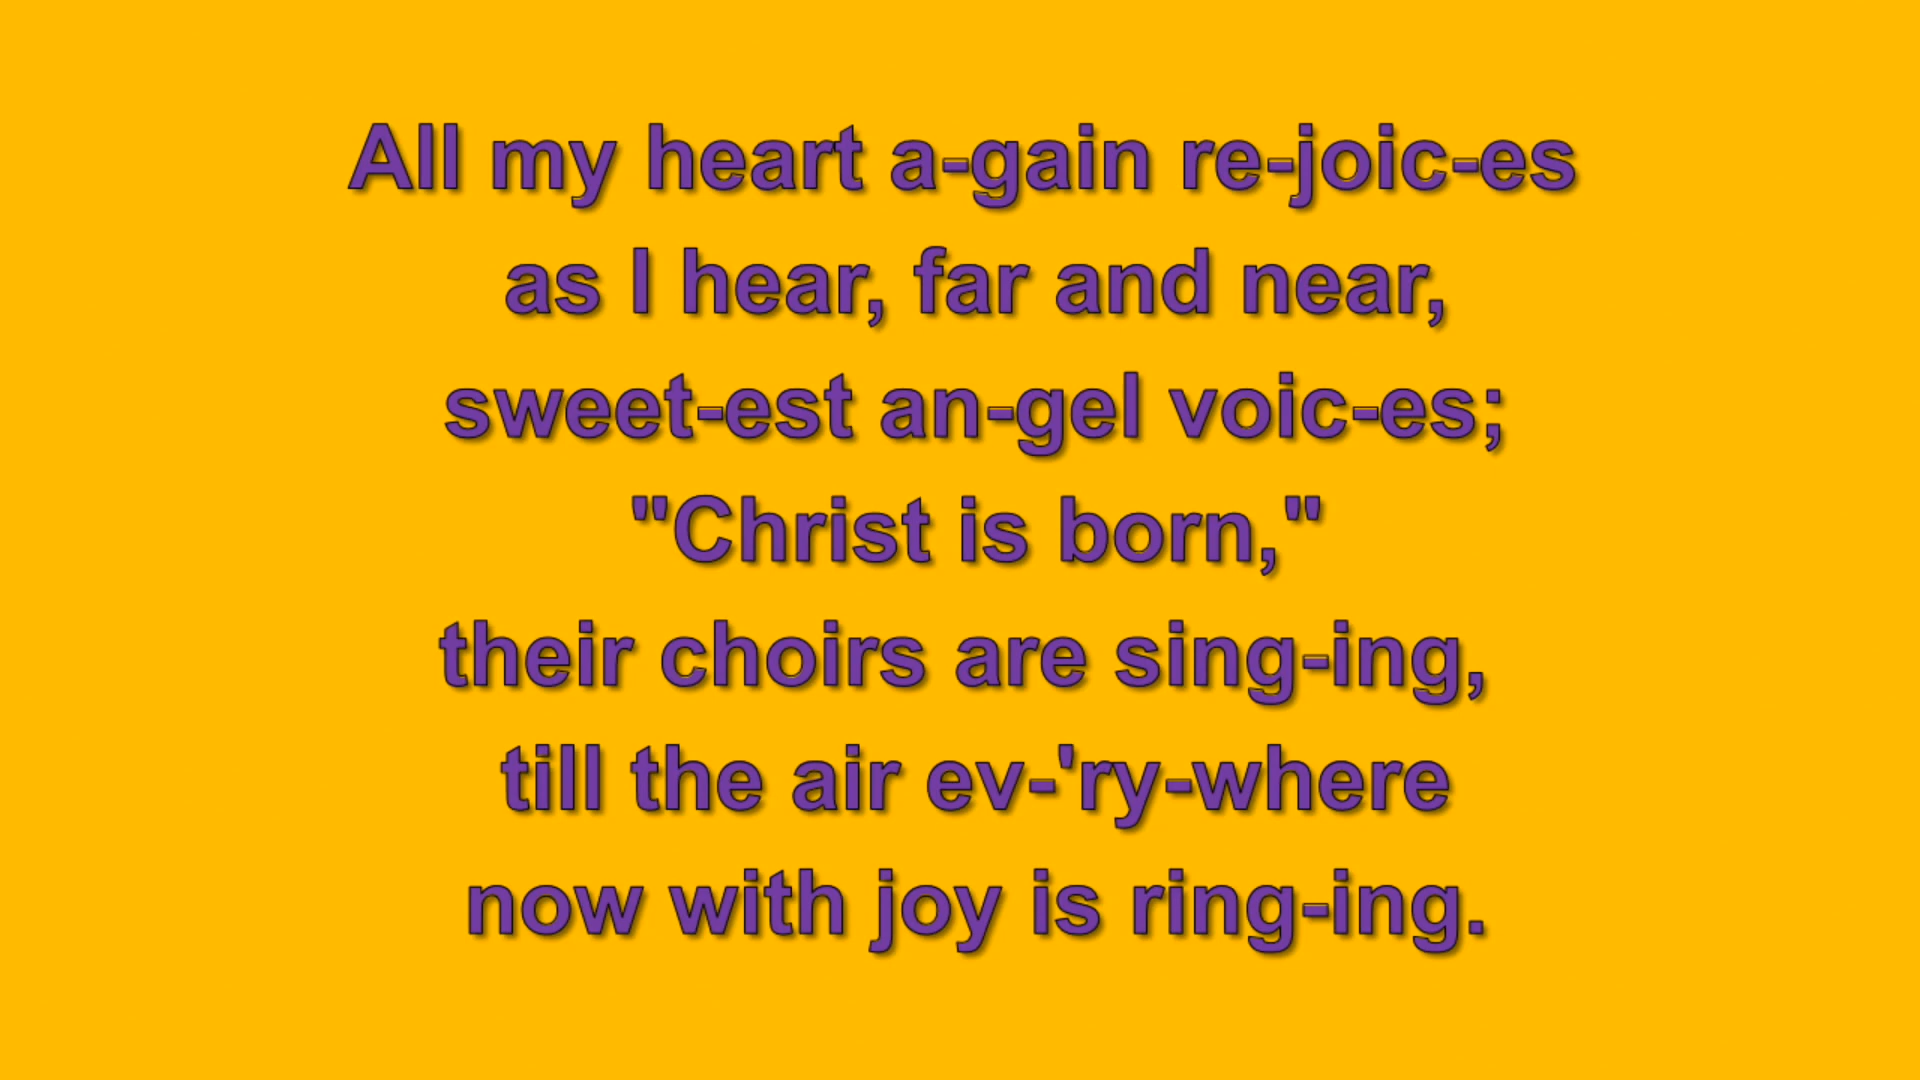 All my heart a-gain re-joic-es
as I hear, far and near,
sweet-est an-gel voic-es;
"Christ is born,"
their choirs are sing-ing,
till the air ev-'ry-where
now with joy is ring-ing.